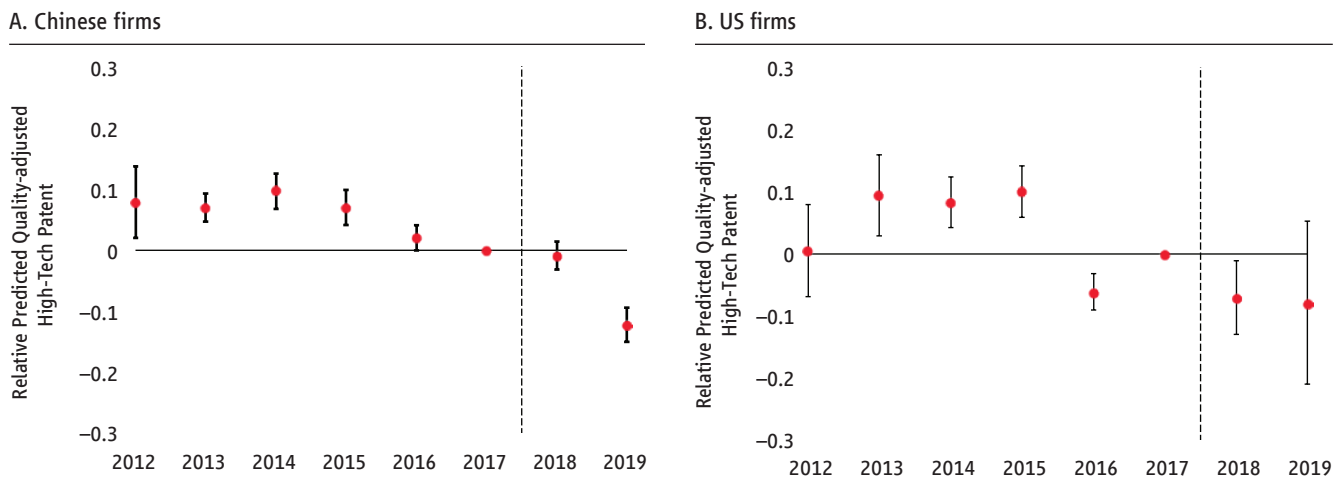 A. Chinese firms
Relative Predicted Quality-adjusted
High-Tech Patent
0.3
0.2
0.1
0
–0.1
–0.2
–0.3
2012 2013 2014 2015 2016 2017 2018 2019
B. US firms
Relative Predicted Quality-adjusted
High-Tech Patent
0.3
0.2
0.1
0
–0.1
–0.2
–0.3
2012 2013 2014 2015 2016 2017 2018 2019